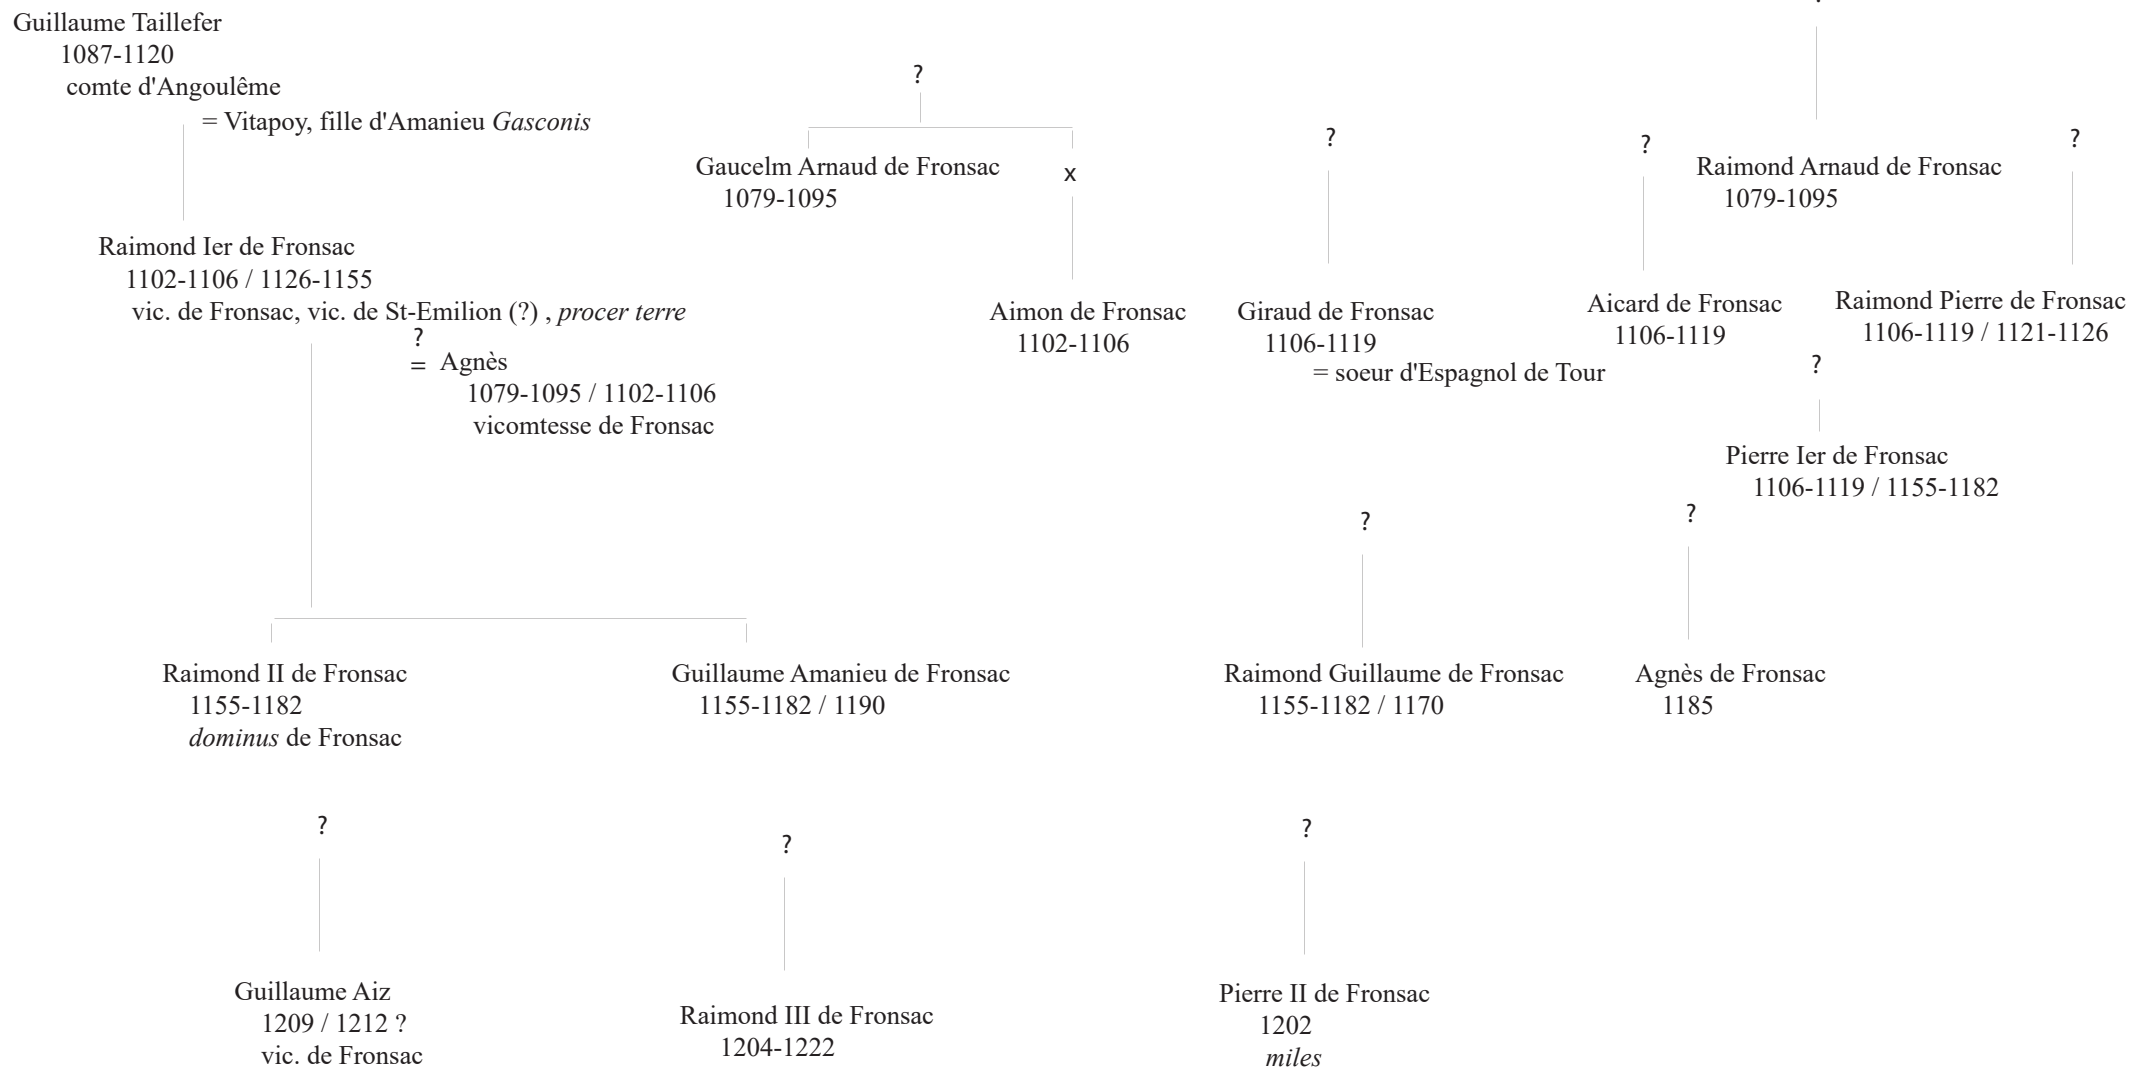 Guillaume Taillefer
1087-1120
comte d'Angoulême
= Vitapoy, fille d'Amanieu Gasconis
Raimond Ier de Fronsac
1102-1106 / 1126-1155
vic. de Fronsac, vic. de St-Emilion (?) , procer terre
?
= Agnès
1079-1095 / 1102-1106
vicomtesse de Fronsac
?
Gaucelm Arnaud de Fronsac
1079-1095
x
Aimon de Fronsac
1102-1106
?
Giraud de Fronsac
1106-1119
= soeur d'Espagnol de Tour
?
Aicard de Fronsac
1106-1119
?
Raimond Arnaud de Fronsac
1079-1095
?
Raimond Pierre de Fronsac
1106-1119 / 1121-1126
?
Pierre Ier de Fronsac
1106-1119 / 1155-1182
Raimond II de Fronsac
1155-1182
dominus de Fronsac
Guillaume Amanieu de Fronsac
1155-1182 / 1190
?
Raimond Guillaume de Fronsac
1155-1182 / 1170
?
Agnès de Fronsac
1185
?
Guillaume Aiz
1209 / 1212 ?
vic. de Fronsac
?
Raimond III de Fronsac
1204-1222
?
Pierre II de Fronsac
1202
miles